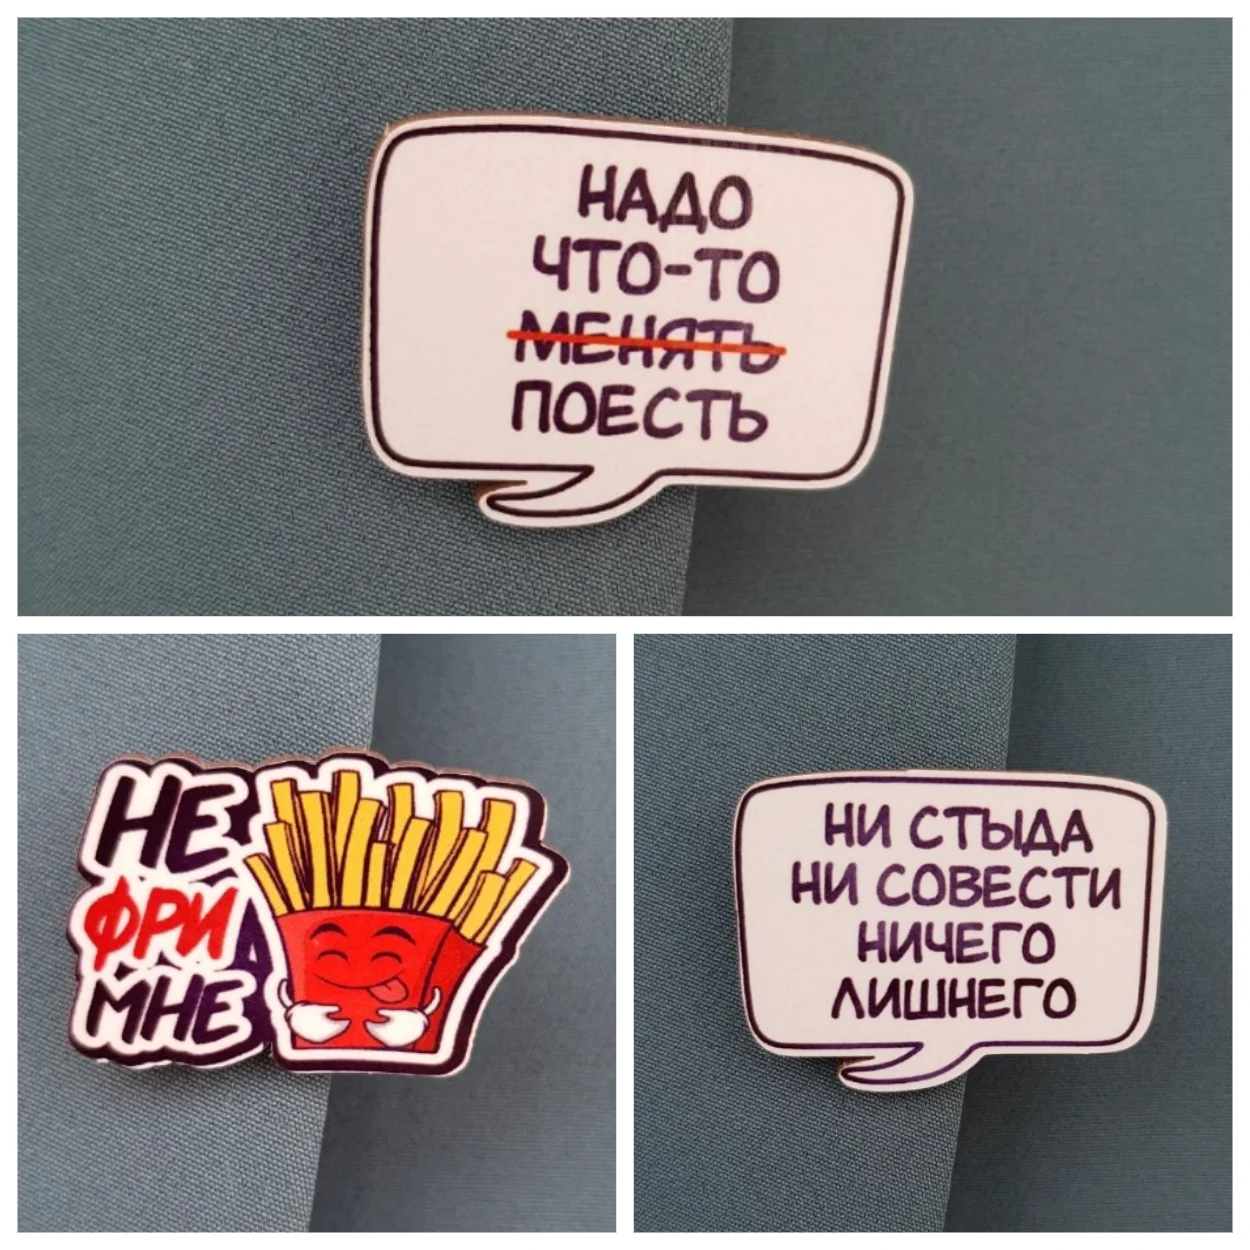 НАДО
ЧТО-ТО
МЕНЯТЬ
ПОЕСТЬ
НЕ
ФРИ
МНЕ
НИ СТЫДА
НИ СОВЕСТИ
НИЧЕГО
ЛИШНЕГО